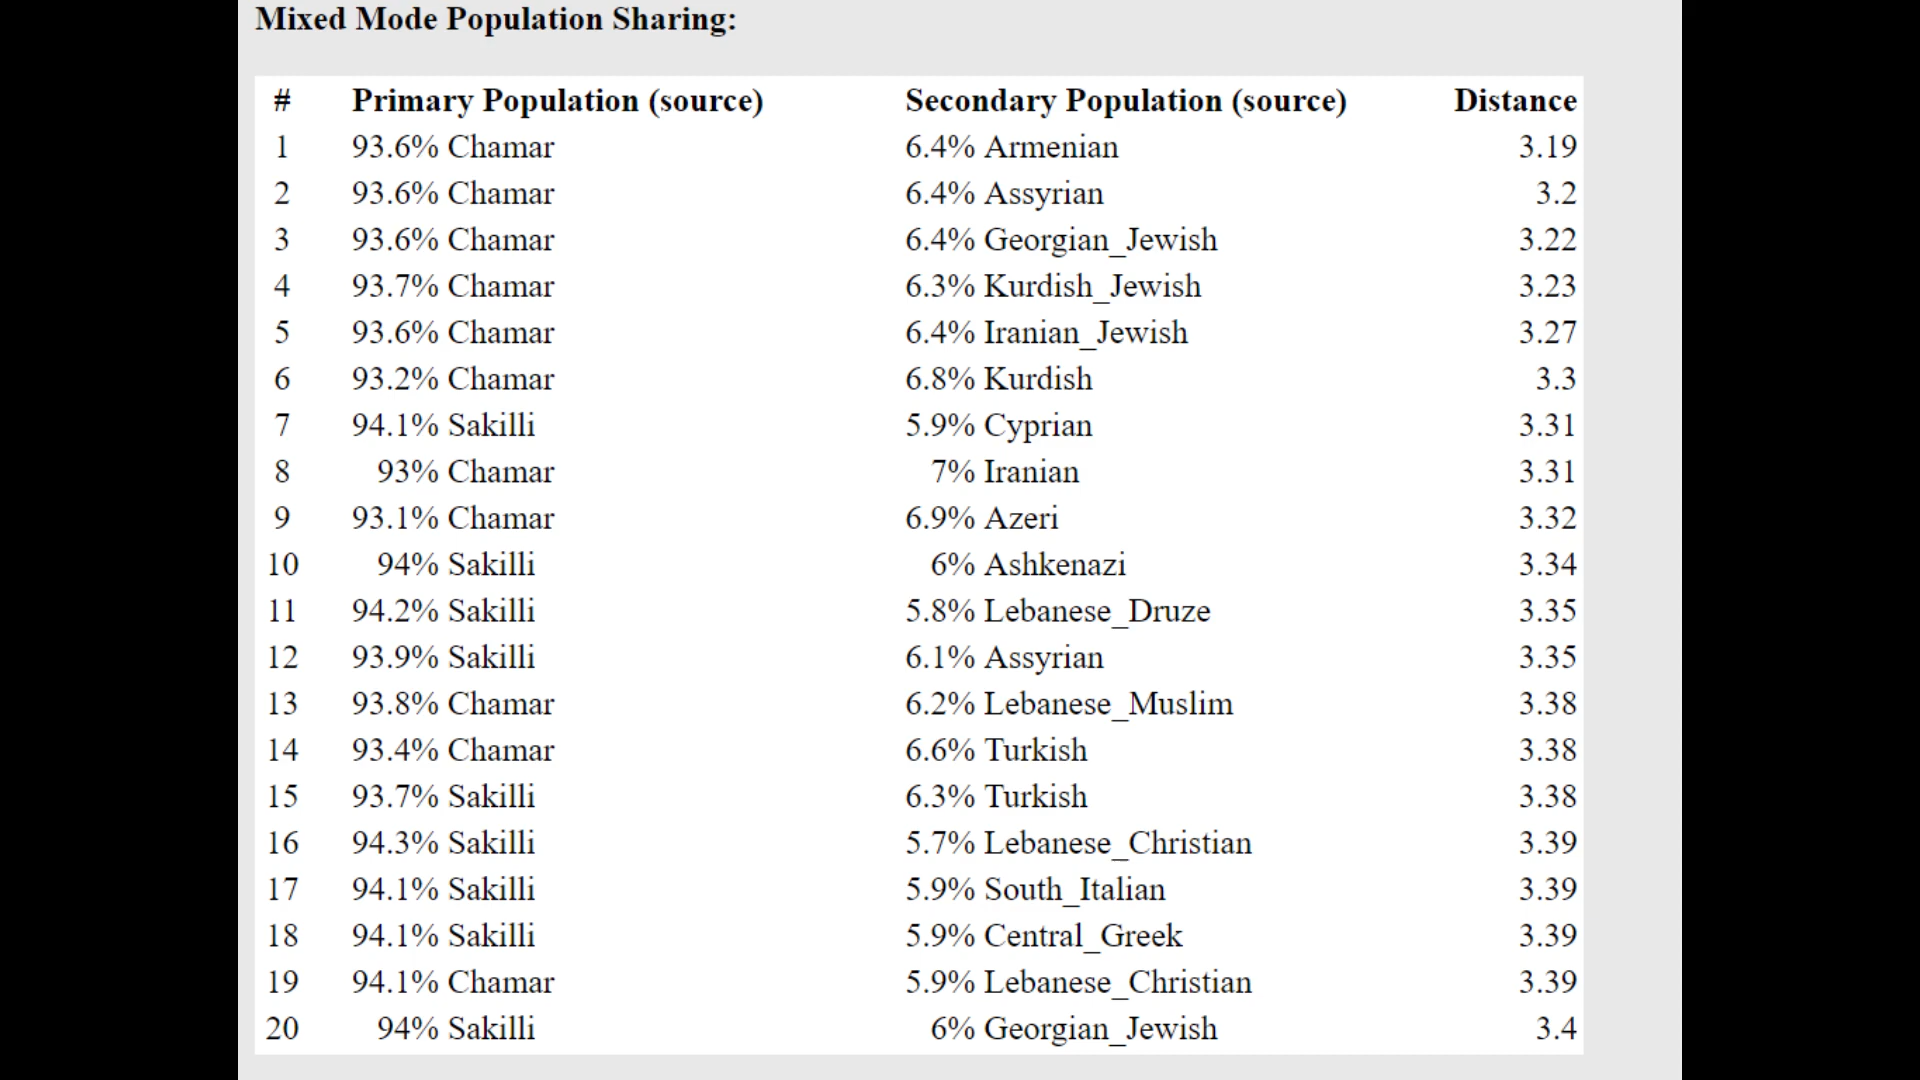 Mixed Mode Population Sharing:
# Primary Population (source) Secondary Population (source) Distance
1 93.6% Chamar 6.4% Armenian 3.19
2 93.6% Chamar 6.4% Assyrian 3.2
3 93.6% Chamar 6.4% Georgian_Jewish 3.22
4 93.7% Chamar 6.3% Kurdish_Jewish 3.23
5 93.6% Chamar 6.4% Iranian_Jewish 3.27
6 93.2% Chamar 6.8% Kurdish 3.3
7 94.1% Sakilli 5.9% Cyprian 3.31
8 93% Chamar 7% Iranian 3.31
9 93.1% Chamar 6.9% Azeri 3.32
10 94% Sakilli 6% Ashkenazi 3.34
11 94.2% Sakilli 5.8% Lebanese_Druze 3.35
12 93.9% Sakilli 6.1% Assyrian 3.35
13 93.8% Chamar 6.2% Lebanese_Muslim 3.38
14 93.4% Chamar 6.6% Turkish 3.38
15 93.7% Sakilli 6.3% Turkish 3.38
16 94.3% Sakilli 5.7% Lebanese_Christian 3.39
17 94.1% Sakilli 5.9% South_Italian 3.39
18 94.1% Sakilli 5.9% Central_Greek 3.39
19 94.1% Chamar 5.9% Lebanese_Christian 3.39
20 94% Sakilli 6% Georgian_Jewish 3.4